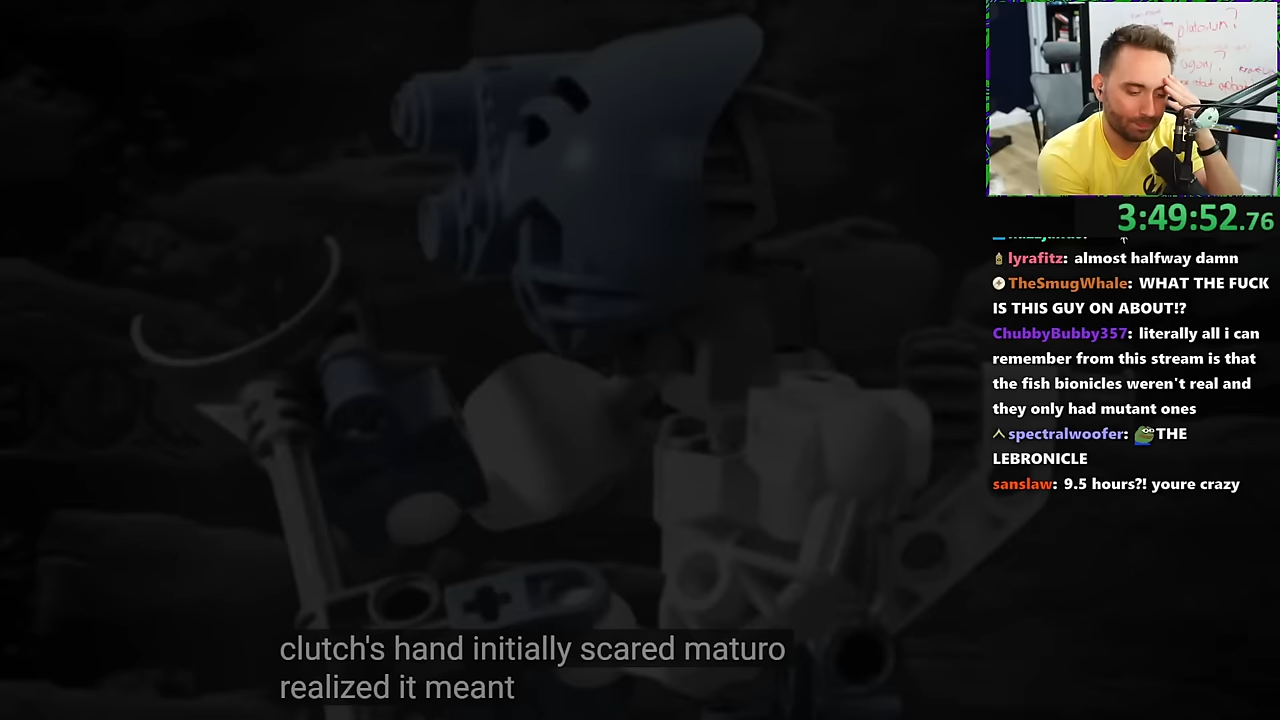 platoiun?
?
3:49:52.76
lyrafitz: almost halfway damn
TheSmugWhale: WHAT THE FUCK
IS THIS GUY ON ABOUT!?
ChubbyBubby357: literally all i can
remember from this stream is that
the fish bionicles weren't real and
they only had mutant ones
spectralwoofer: THE
LEBRONICLE
sanslaw: 9.5 hours?! youre crazy
clutch's hand initially scared maturo
realized it meant